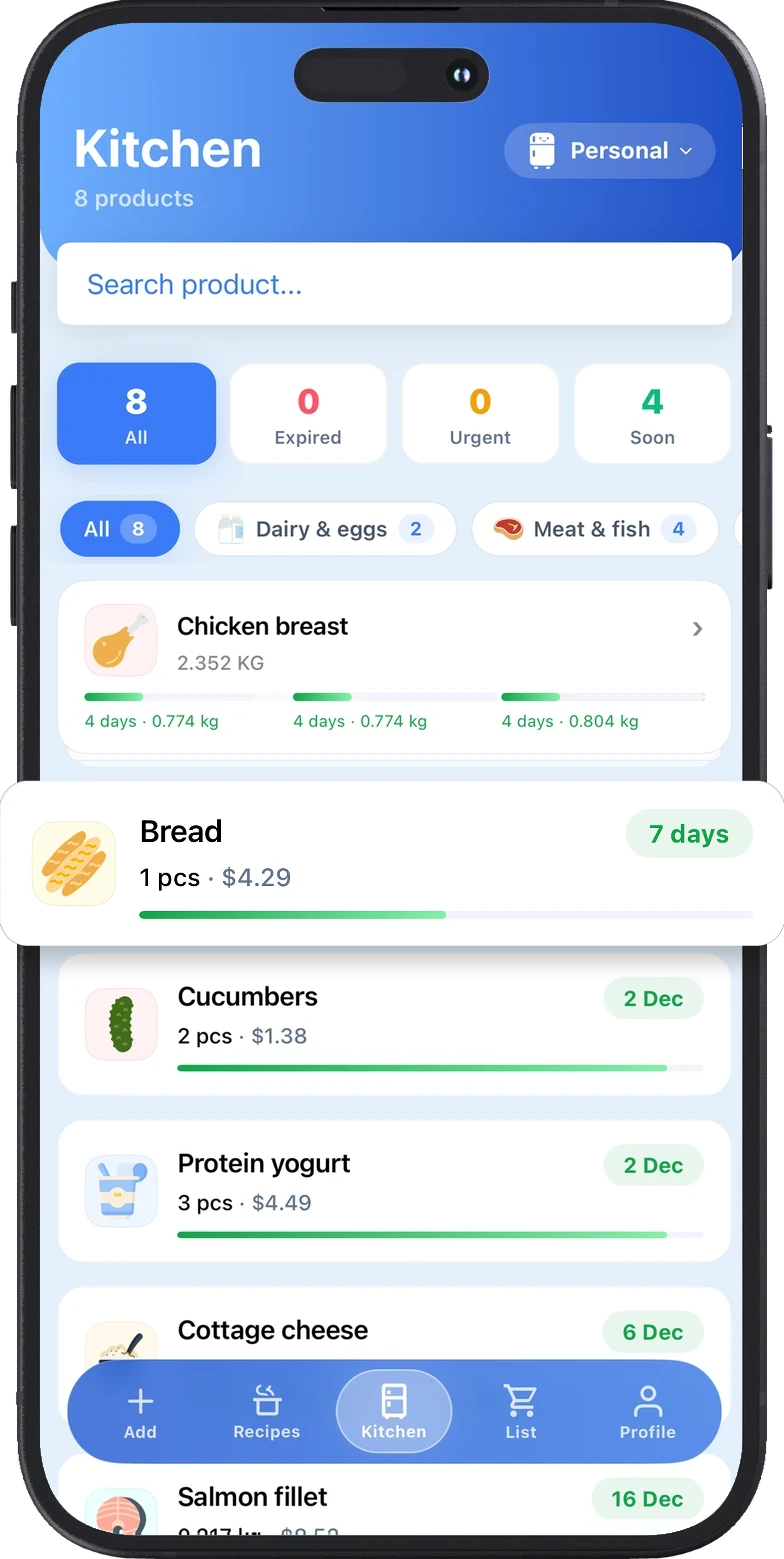 Kitchen
8 products
Personal
Search product...
8
All
0
Expired
0
Urgent
4
Soon
All 8
Dairy & eggs 2
Meat & fish 4
Chicken breast
2.352 KG
4 days · 0.774 kg
4 days · 0.774 kg
4 days · 0.804 kg
Bread
7 days
1 pcs · $4.29
Cucumbers
2 Dec
2 pcs · $1.38
Protein yogurt
2 Dec
3 pcs · $4.49
Cottage cheese
6 Dec
Add
Recipes
Kitchen
List
Profile
Salmon fillet
16 Dec